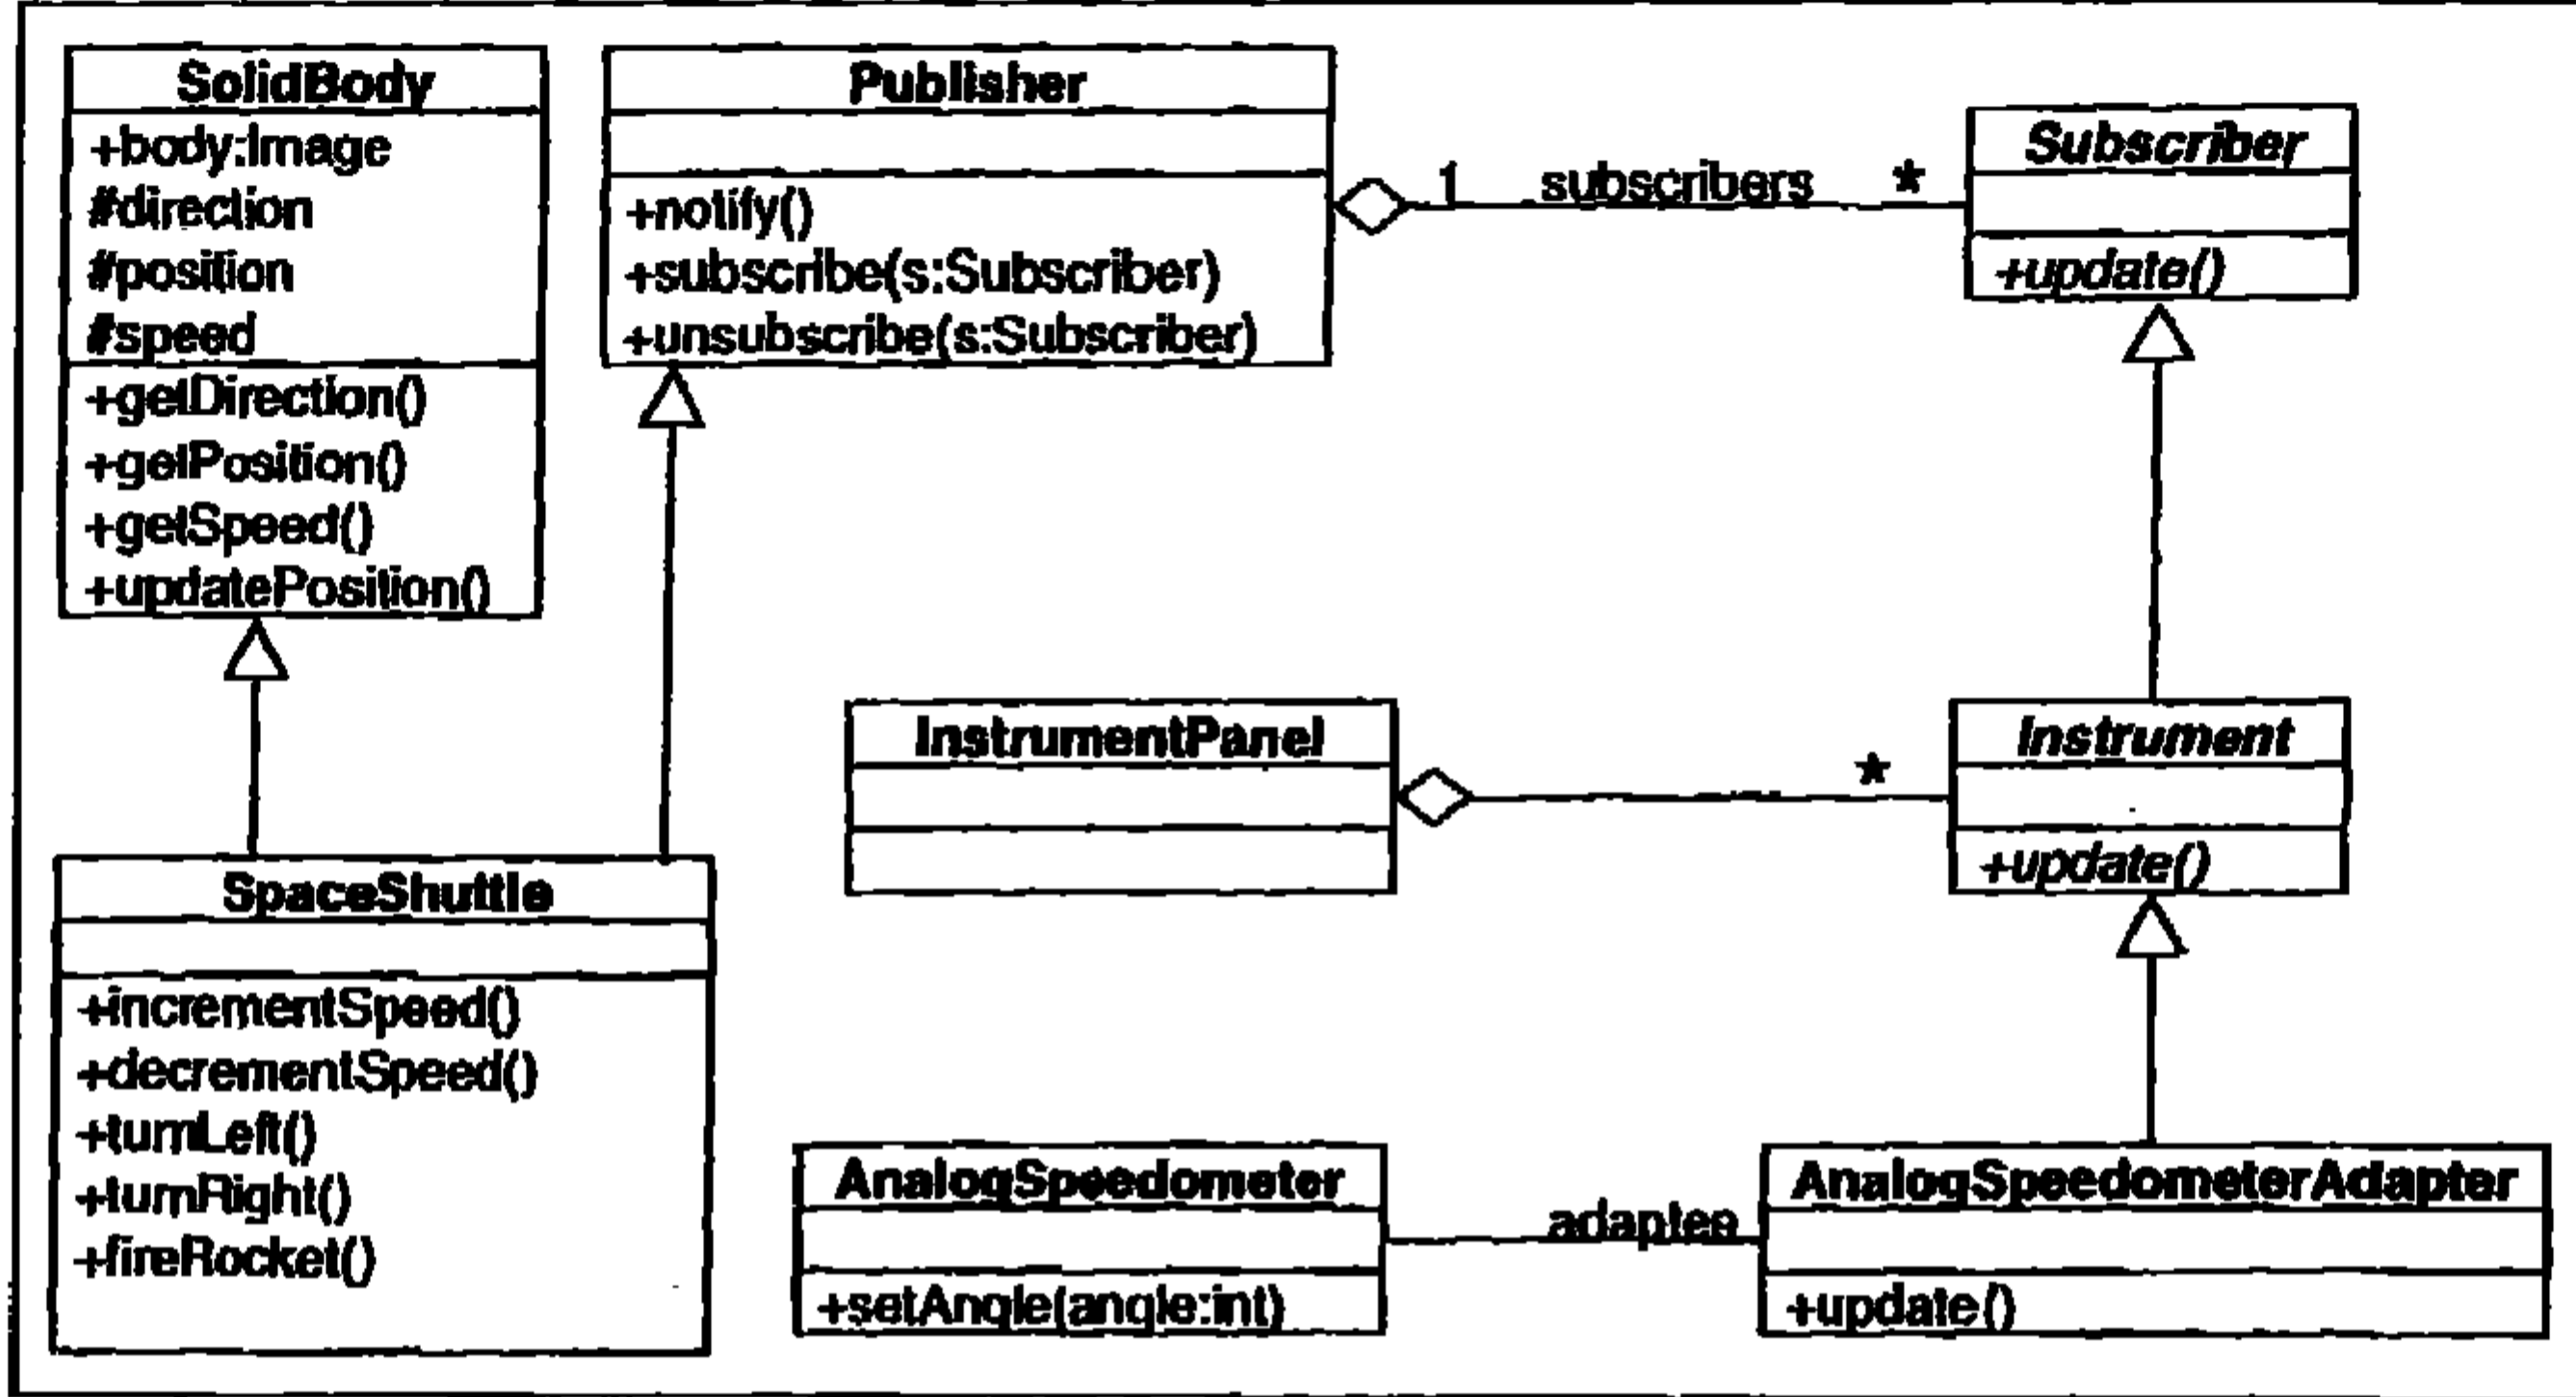 SolidBody
+body:Image
#direction
#position
#speed
+getDirection()
+getPosition()
+getSpeed()
+updatePosition()
Publisher
+notify()
+subscribe(s:Subscriber)
+unsubscribe(s:Subscriber)
1 subscribers *
Subscriber
+update()
InstrumentPanel
*
Instrument
+update()
SpaceShuttle
+incrementSpeed()
+decrementSpeed()
+turnLeft()
+turnRight()
+fireRocket()
AnalogSpeedometer
+setAngle(angle:int)
adaptee
AnalogSpeedometerAdapter
+update()